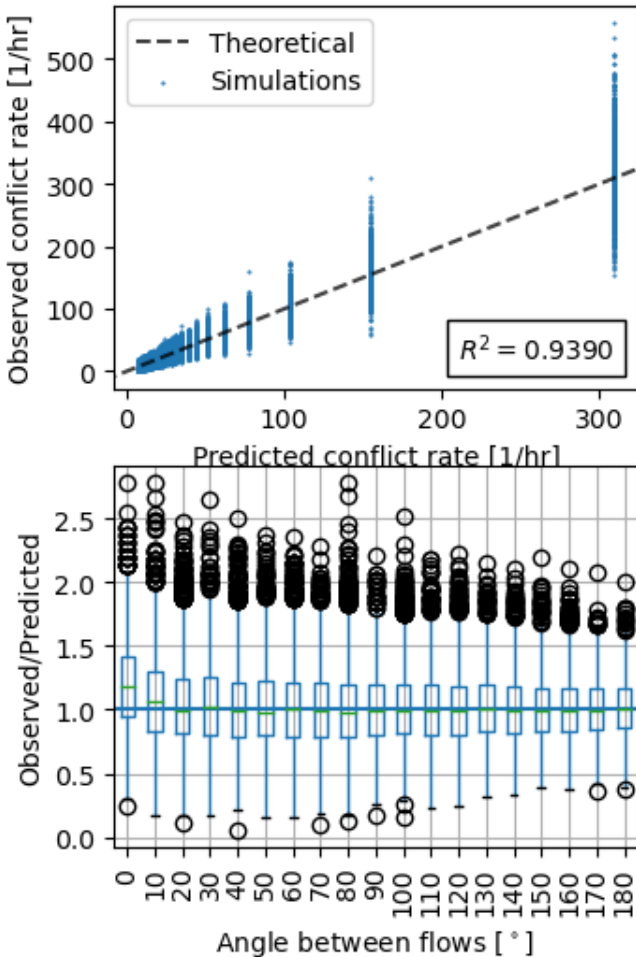 Observed conflict rate [1/hr]
500
400
300
200
100
0
Theoretical
Simulations
R² = 0.9390
0 100 200 300
Predicted conflict rate [1/hr]
Observed/Predicted
2.5
2.0
1.5
1.0
0.5
0.0
0 10 20 30 40 50 60 70 80 90 100 110 120 130 140 150 160 170 180
Angle between flows [°]